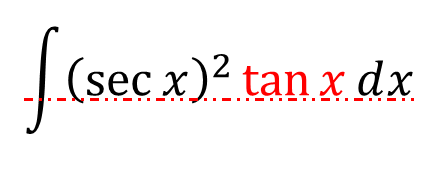 ∫(sec x)² tan x dx